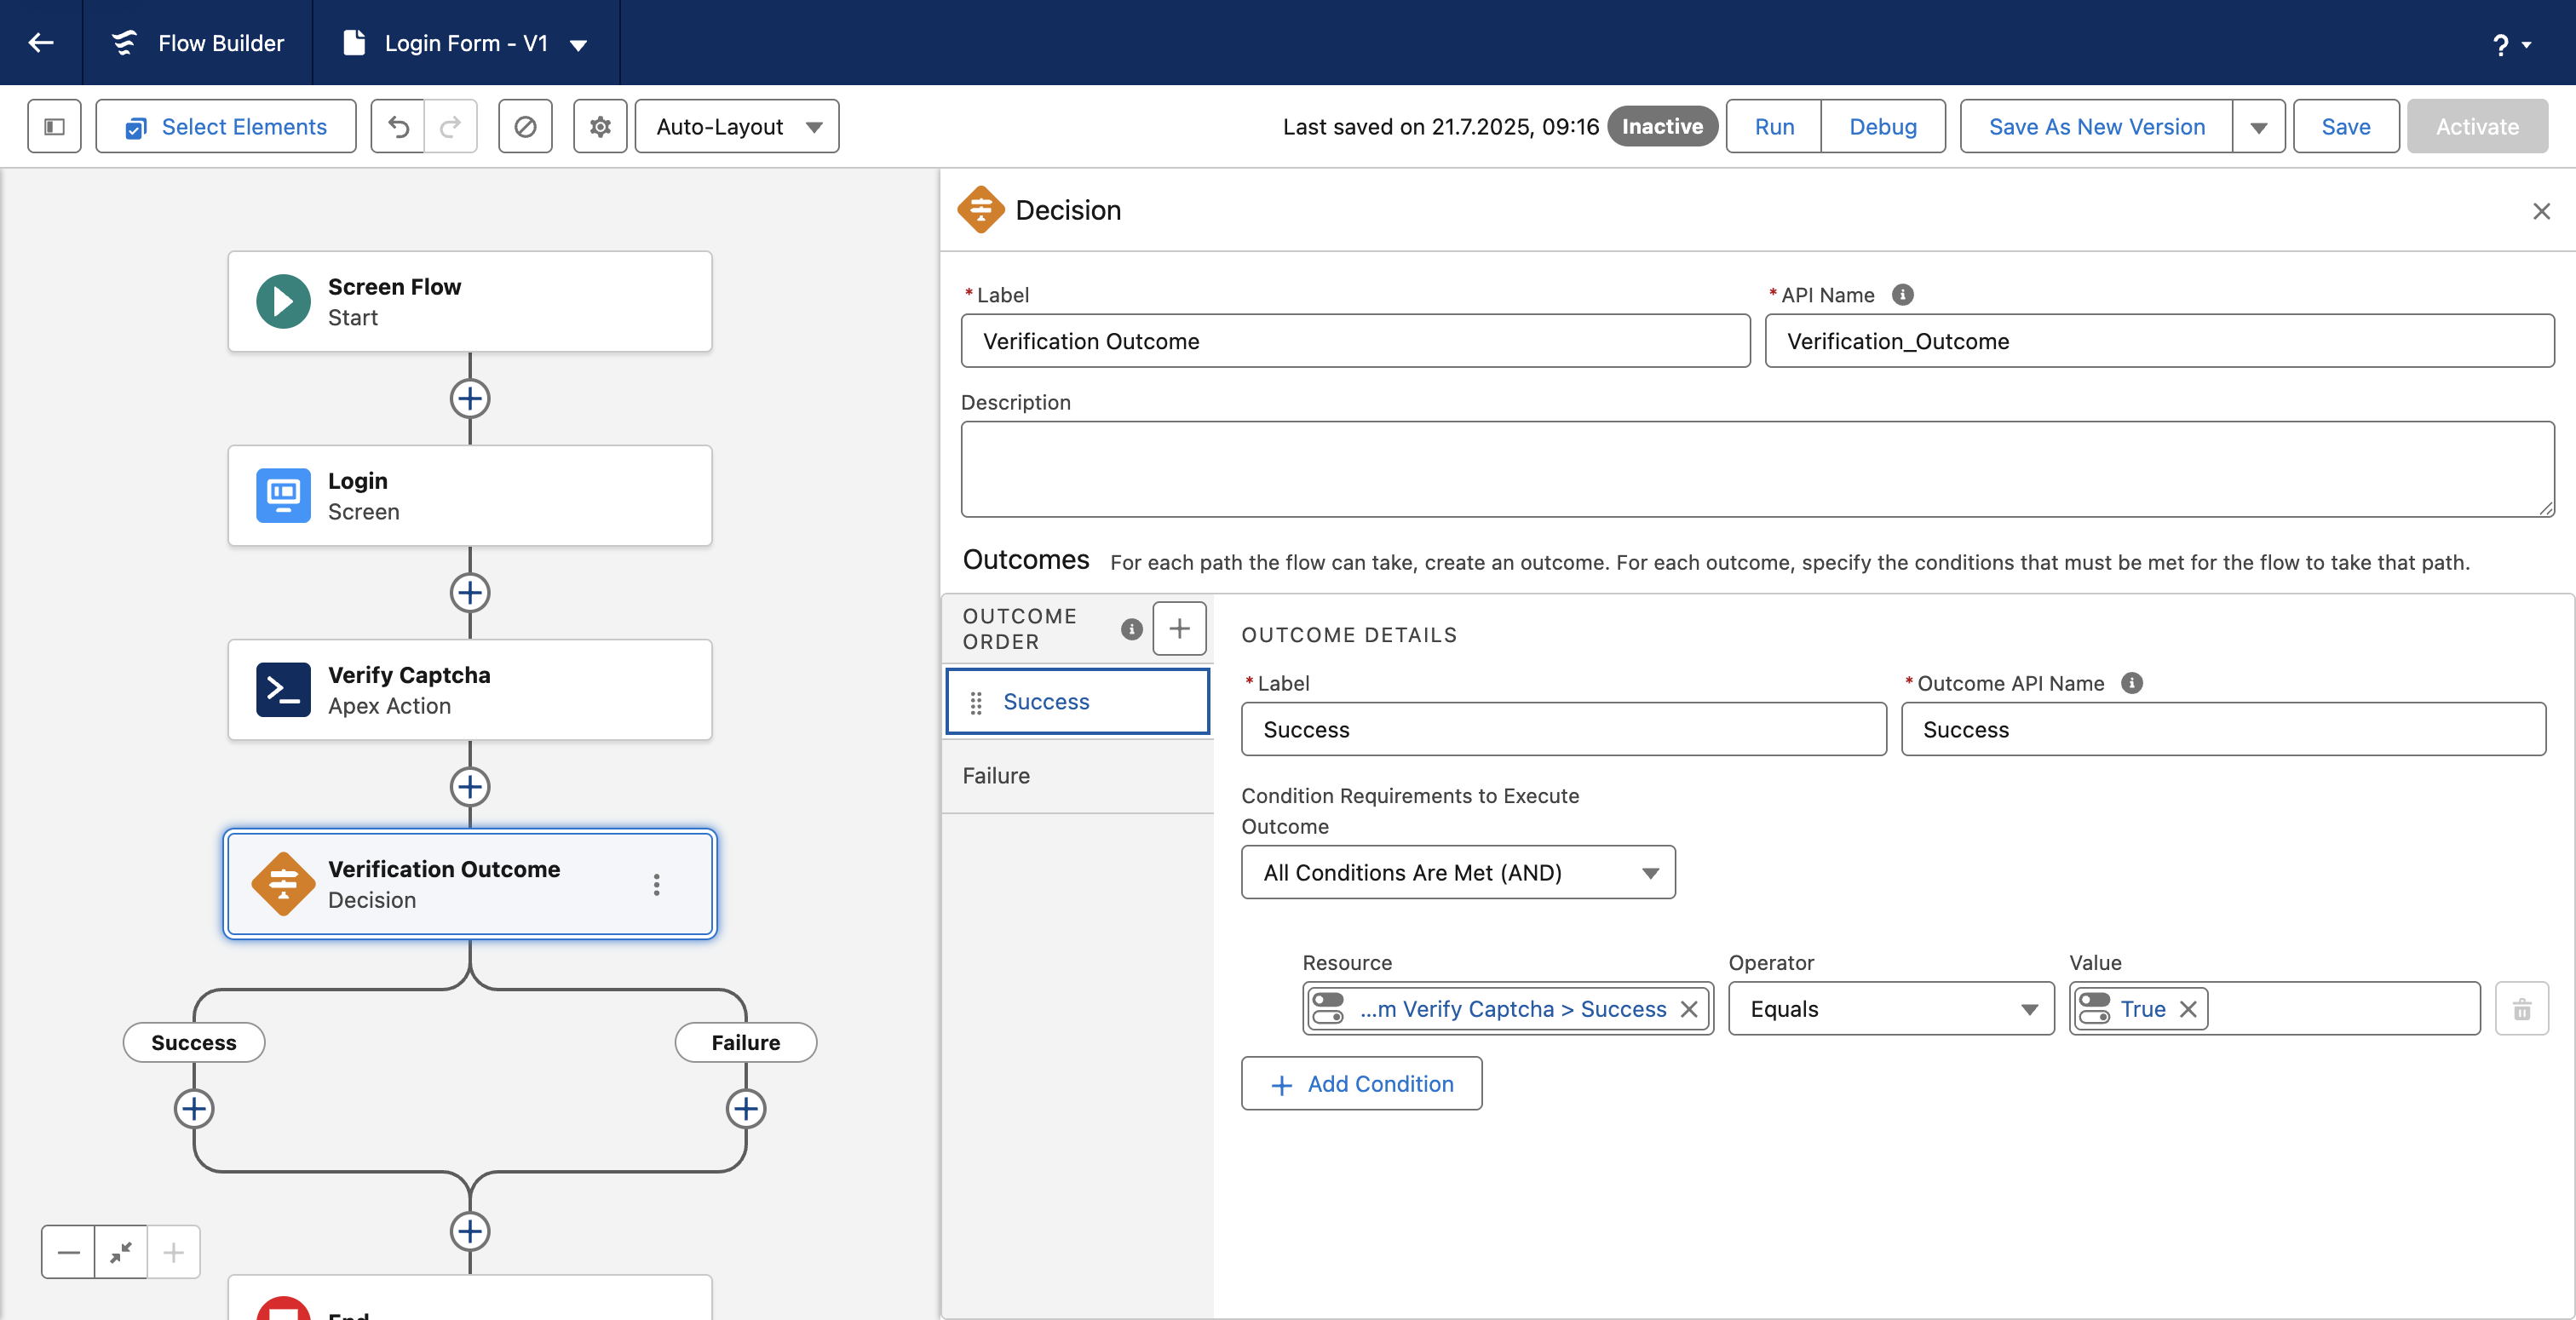 Flow Builder
Login Form - V1
?
Select Elements
Auto-Layout
Last saved on 21.7.2025, 09:16
Inactive
Run
Debug
Save As New Version
Save
Activate
Screen Flow
Start
Login
Screen
Verify Captcha
Apex Action
Verification Outcome
Decision
Success
Failure
End
Decision
* Label
Verification Outcome
* API Name
Verification_Outcome
Description
Outcomes For each path the flow can take, create an outcome. For each outcome, specify the conditions that must be met for the flow to take that path.
OUTCOME
ORDER
Success
Failure
OUTCOME DETAILS
* Label
Success
* Outcome API Name
Success
Condition Requirements to Execute
Outcome
All Conditions Are Met (AND)
Resource
...m Verify Captcha > Success
Operator
Equals
Value
True
Add Condition